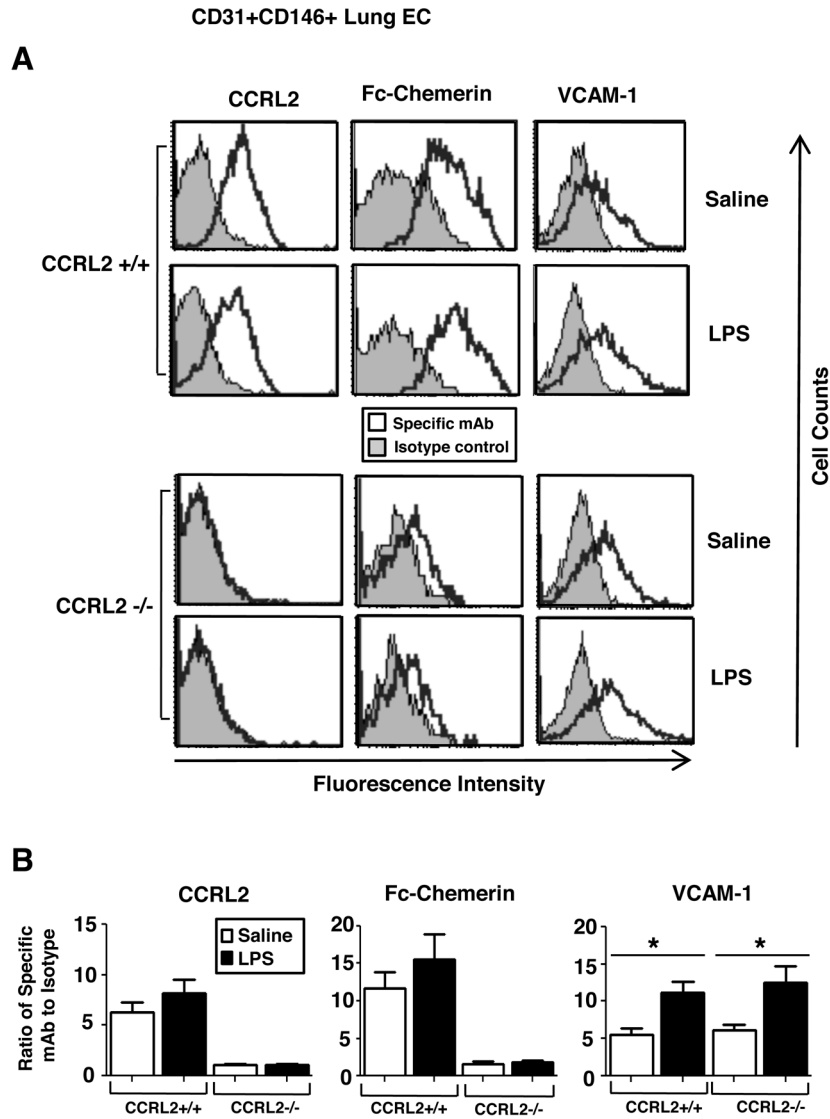 CD31+CD146+ Lung EC
A
CCRL2 Fc-Chemerin VCAM-1
Saline
CCRL2 +/+
LPS
Specific mAb
Isotype control
Cell Counts
Saline
CCRL2 -/-
LPS
Fluorescence Intensity
B
CCRL2 Fc-Chemerin VCAM-1
Ratio of Specific
mAb to Isotype
15
10
5
0
Saline
LPS
CCRL2+/+ CCRL2-/-
20
15
10
5
0
CCRL2+/+ CCRL2-/-
20
15
10
5
0
* *
CCRL2+/+ CCRL2-/-